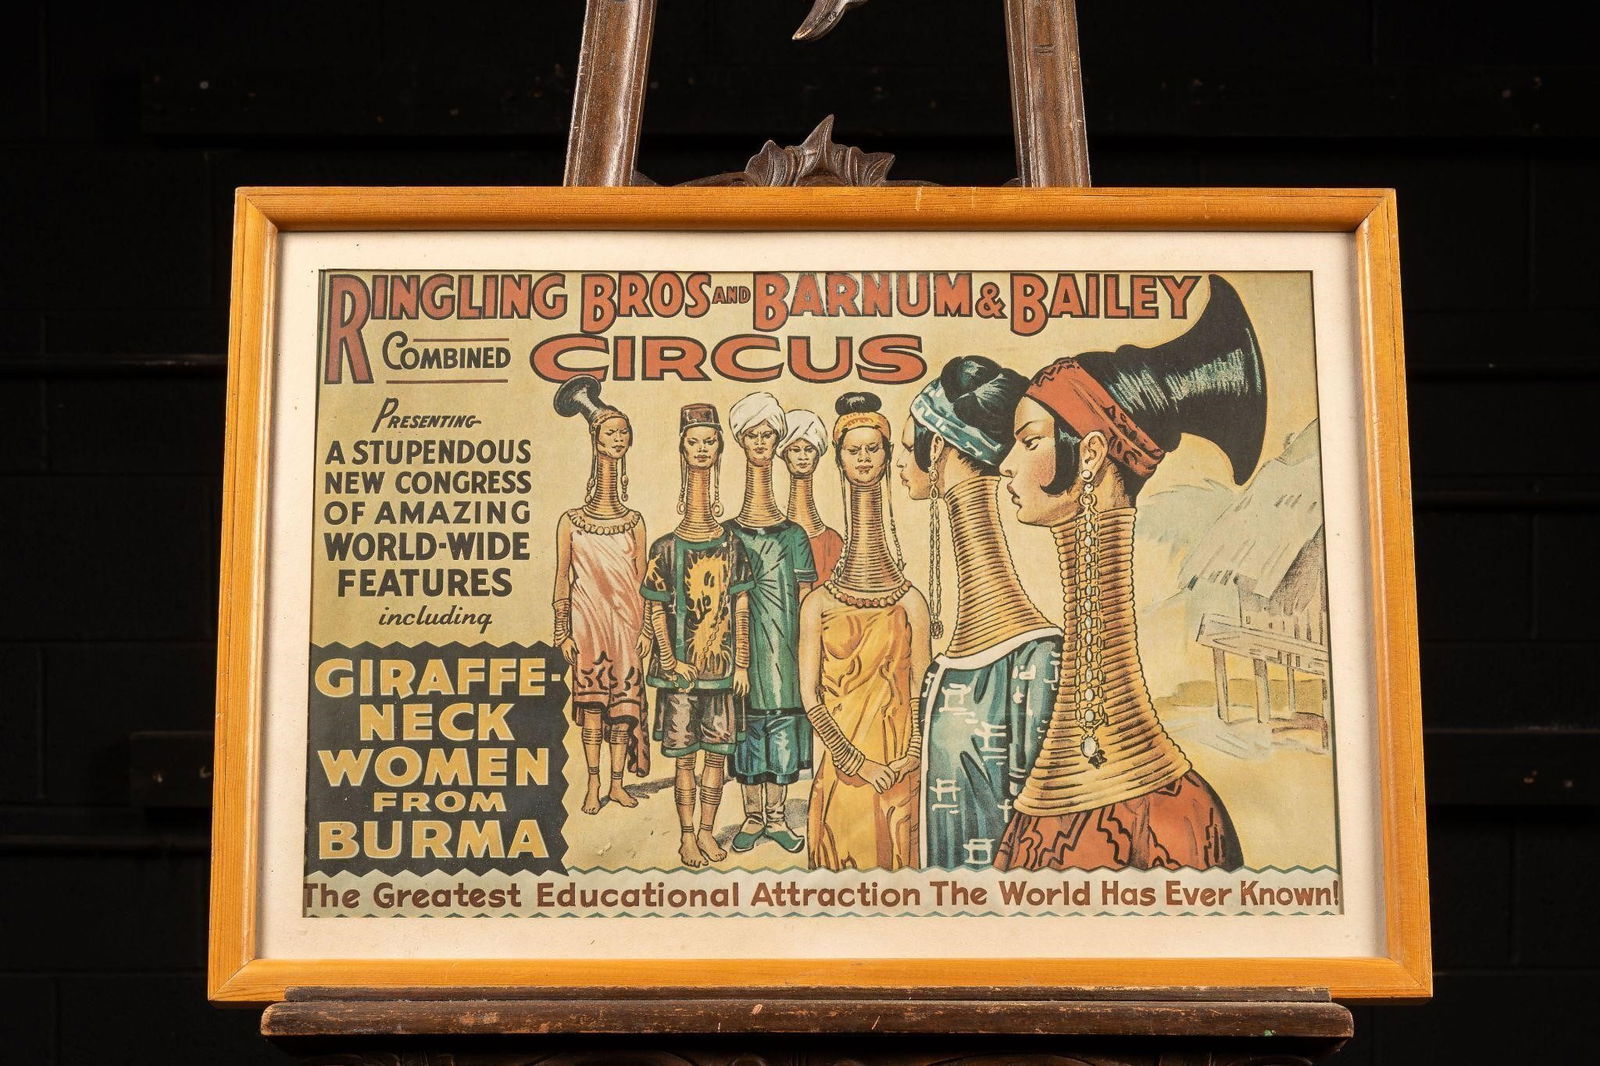 RINGLING BROS AND BARNUM & BAILEY
COMBINED CIRCUS
PRESENTING
A STUPENDOUS
NEW CONGRESS
OF AMAZING
WORLD-WIDE
FEATURES
including
GIRAFFE-
NECK
WOMEN
FROM
BURMA
The Greatest Educational Attraction The World Has Ever Known!